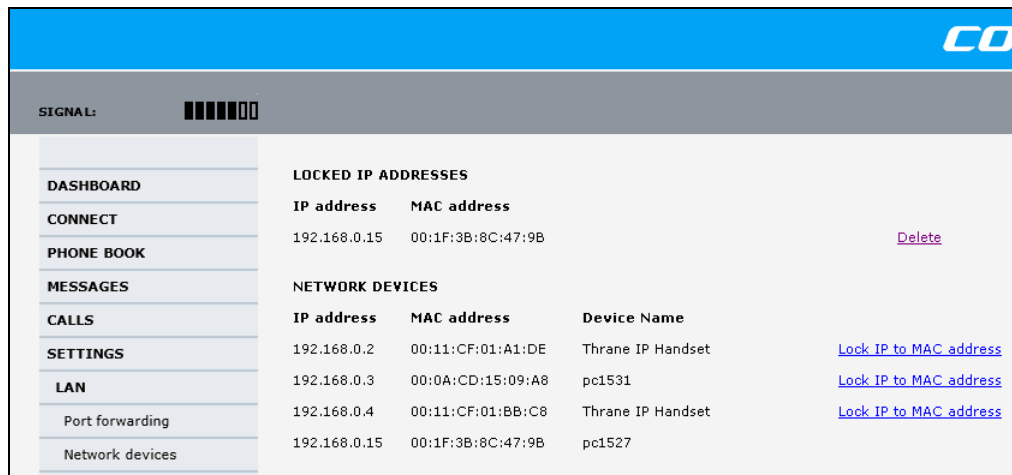 CO
SIGNAL:
DASHBOARD
CONNECT
PHONE BOOK
MESSAGES
CALLS
SETTINGS
LAN
Port forwarding
Network devices
LOCKED IP ADDRESSES
IP address MAC address
192.168.0.15 00:1F:3B:8C:47:9B Delete
NETWORK DEVICES
IP address MAC address Device Name
192.168.0.2 00:11:CF:01:A1:DE Thrane IP Handset Lock IP to MAC address
192.168.0.3 00:0A:CD:15:09:A8 pc1531 Lock IP to MAC address
192.168.0.4 00:11:CF:01:BB:C8 Thrane IP Handset Lock IP to MAC address
192.168.0.15 00:1F:3B:8C:47:9B pc1527